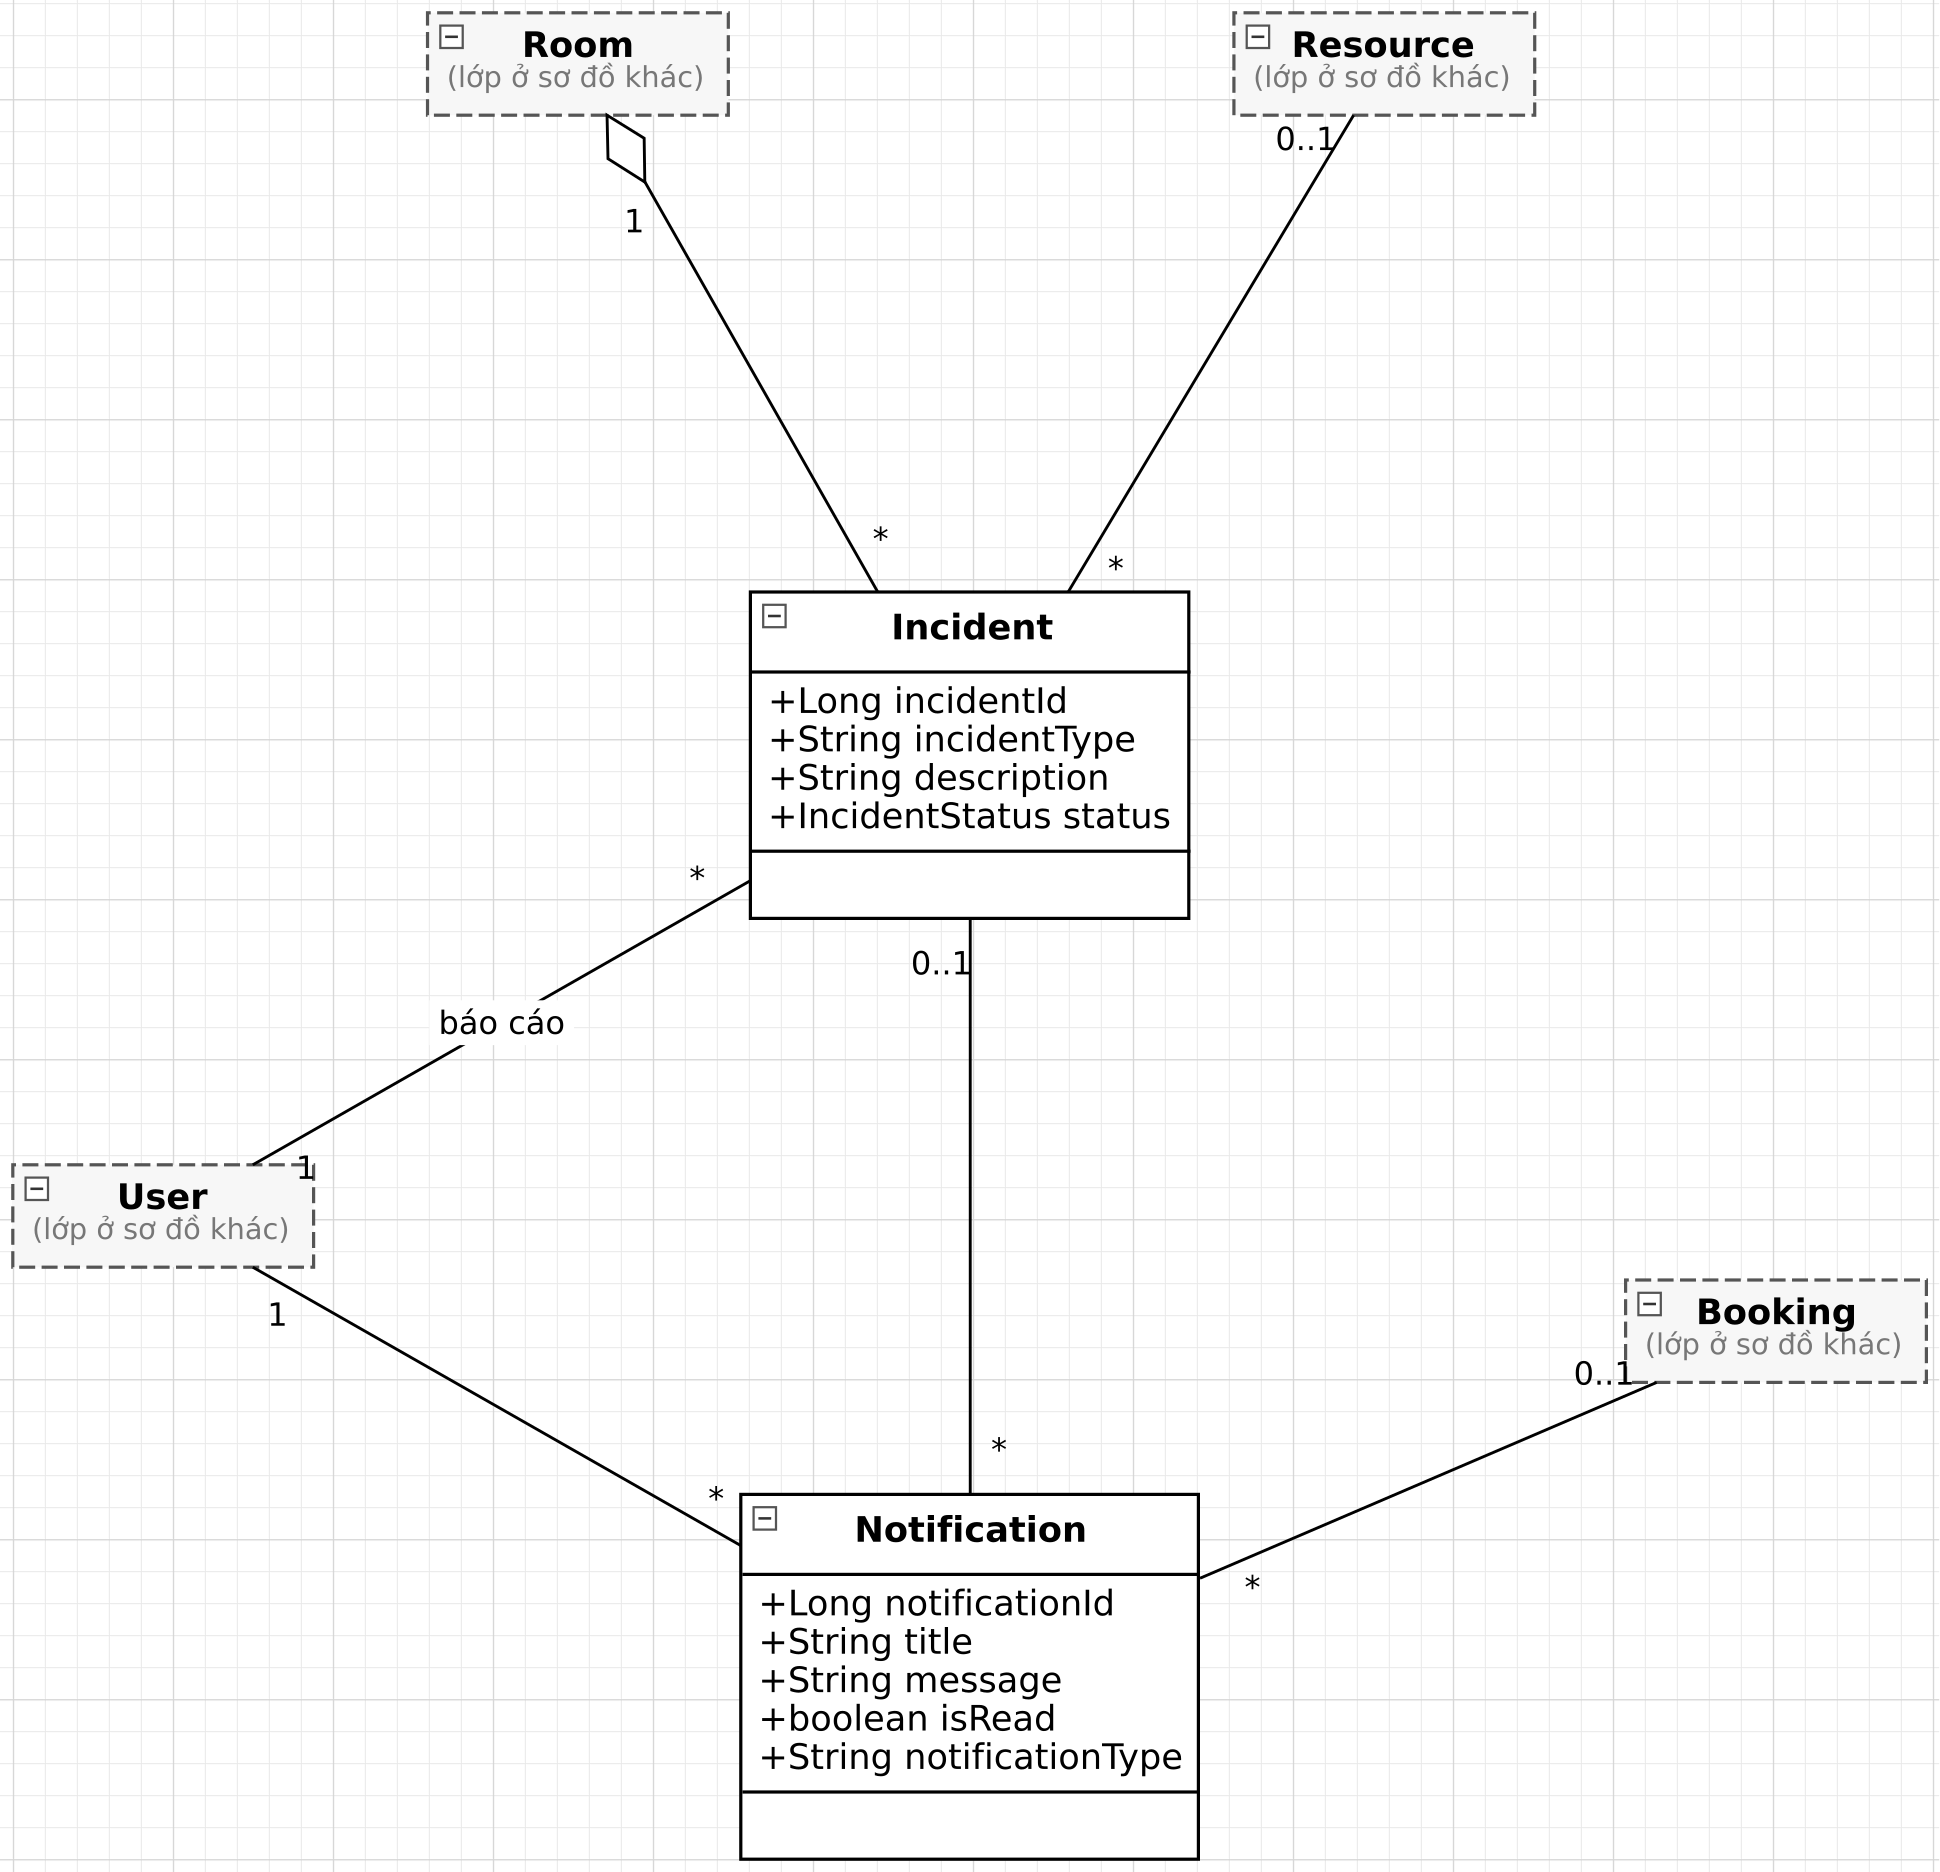 Room
(lớp ở sơ đồ khác)
Resource
(lớp ở sơ đồ khác)
0..1
1
*
*
Incident
+Long incidentId
+String incidentType
+String description
+IncidentStatus status
*
0..1
báo cáo
1
User
(lớp ở sơ đồ khác)
1
Booking
(lớp ở sơ đồ khác)
0..1
*
*
Notification
*
+Long notificationId
+String title
+String message
+boolean isRead
+String notificationType